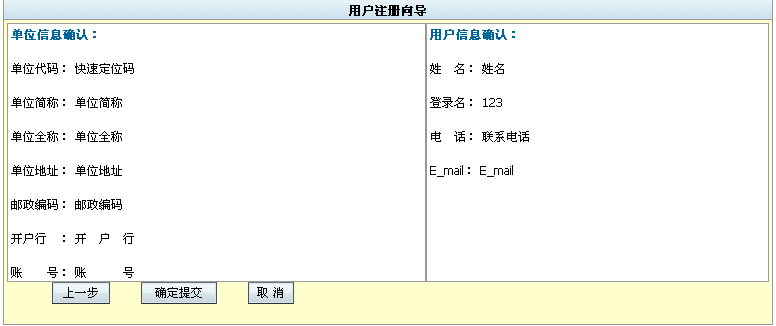 用户注册向导
单位信息确认：
单位代码： 快速定位码
单位简称： 单位简称
单位全称： 单位全称
单位地址： 单位地址
邮政编码： 邮政编码
开户行　： 开　户　行
账　　号： 账　　　号
用户信息确认：
姓　名： 姓名
登录名： 123
电　话： 联系电话
E_mail： E_mail
上一步 确定提交 取 消